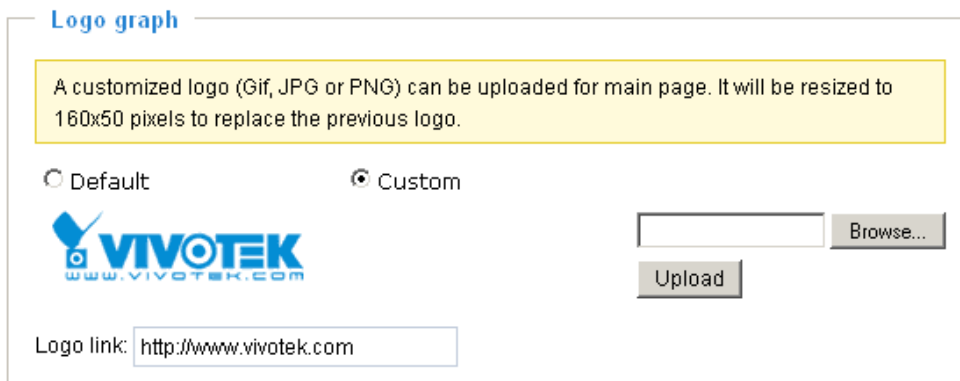 Logo graph
A customized logo (Gif, JPG or PNG) can be uploaded for main page. It will be resized to
160x50 pixels to replace the previous logo.
Default Custom
VIVOTEK
www.vivotek.com
Browse...
Upload
Logo link: http://www.vivotek.com